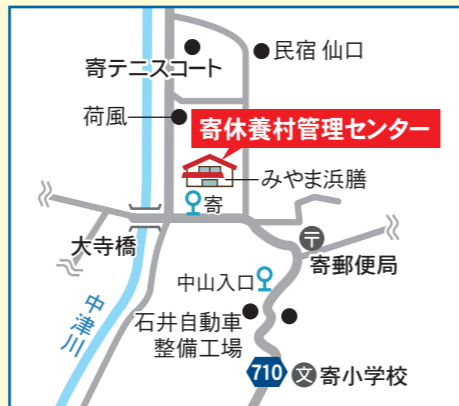 民宿 仙口
寄テニスコート
荷風
寄休養村管理センター
みやま浜膳
寄
大寺橋
〒
寄郵便局
中山入口
中津川
石井自動車
整備工場
710
文
寄小学校